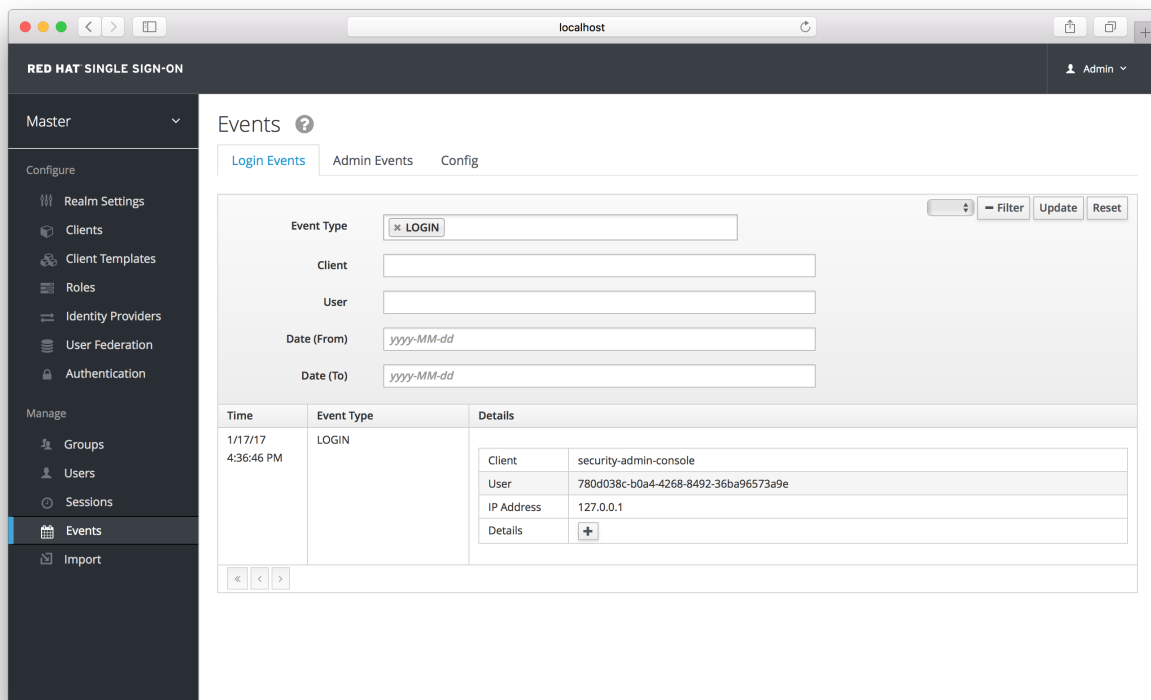 localhost
RED HAT SINGLE SIGN-ON
Admin
Master
Configure
Realm Settings
Clients
Client Templates
Roles
Identity Providers
User Federation
Authentication
Manage
Groups
Users
Sessions
Events
Import
Events ?
Login Events Admin Events Config
Filter Update Reset
Event Type × LOGIN
Client
User
Date (From) yyyy-MM-dd
Date (To) yyyy-MM-dd
Time Event Type Details
1/17/17 LOGIN
4:36:46 PM
Client security-admin-console
User 780d038c-b0a4-4268-8492-36ba96573a9e
IP Address 127.0.0.1
Details +
« ‹ ›